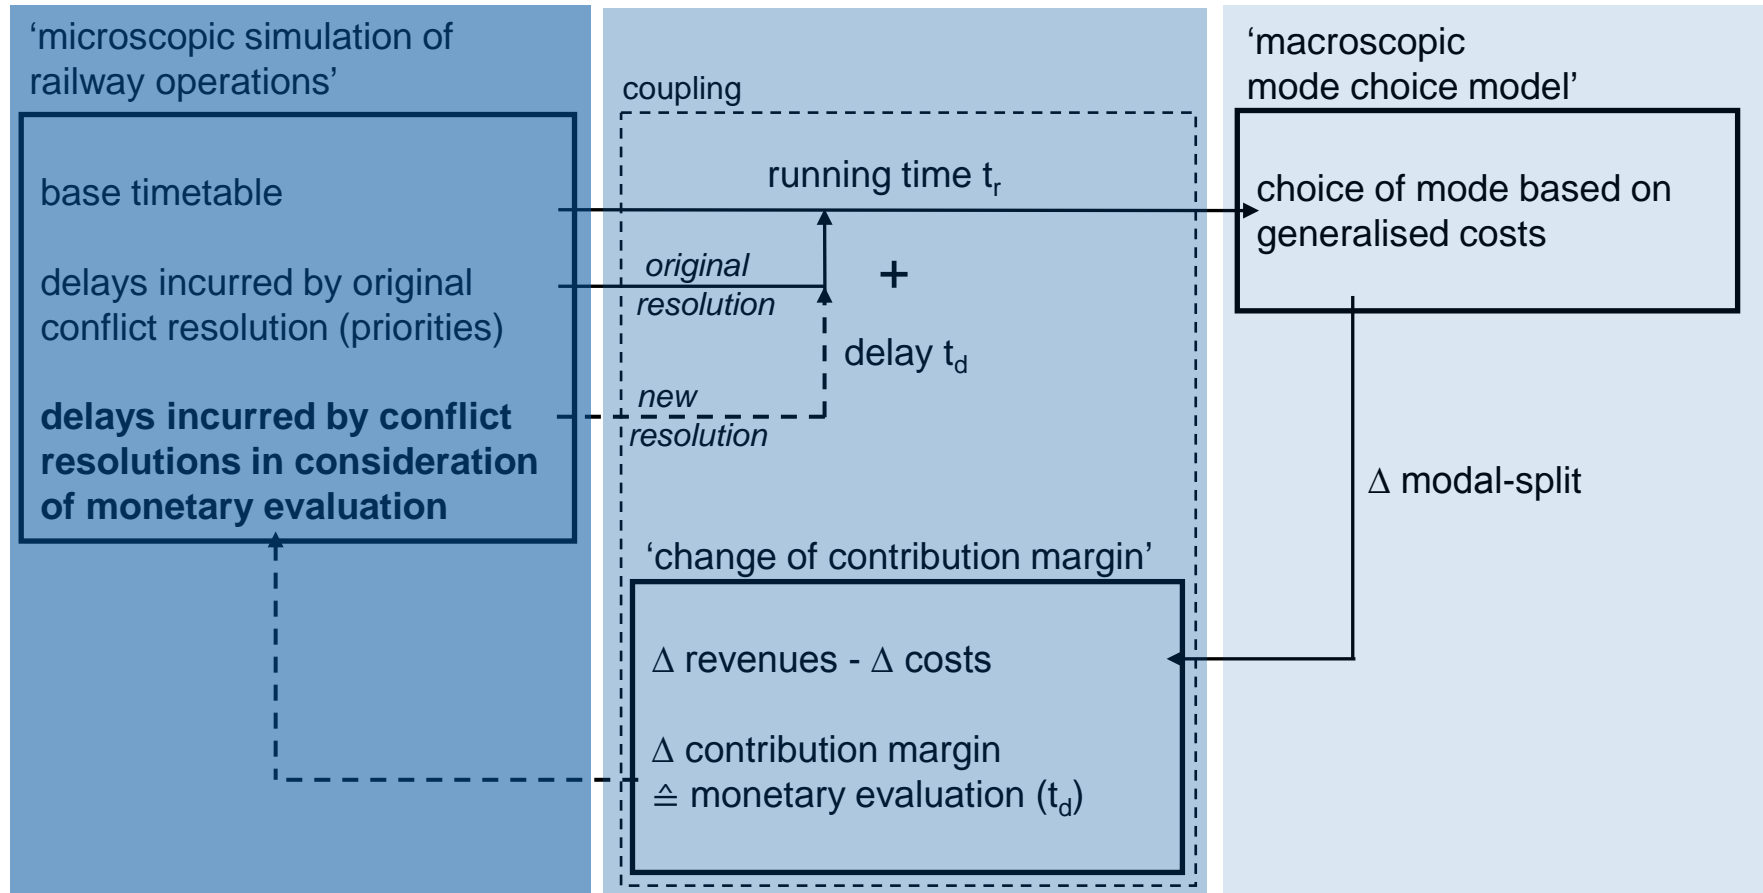 ‘microscopic simulation of
railway operations’
base timetable
delays incurred by original
conflict resolution (priorities)
delays incurred by conflict
resolutions in consideration
of monetary evaluation
coupling
running time tr
original
resolution
+
delay td
new
resolution
‘change of contribution margin’
Δ revenues - Δ costs
Δ contribution margin
≙ monetary evaluation (td)
‘macroscopic
mode choice model’
choice of mode based on
generalised costs
Δ modal-split